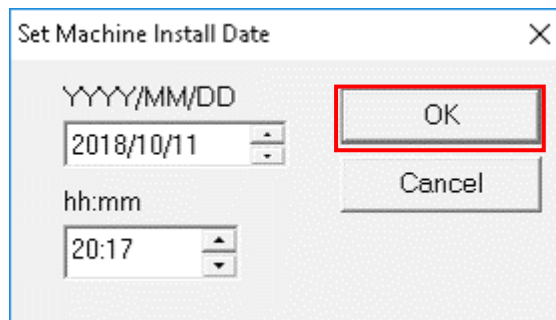 Set Machine Install Date
YYYY/MM/DD
2018/10/11
OK
Cancel
hh:mm
20:17